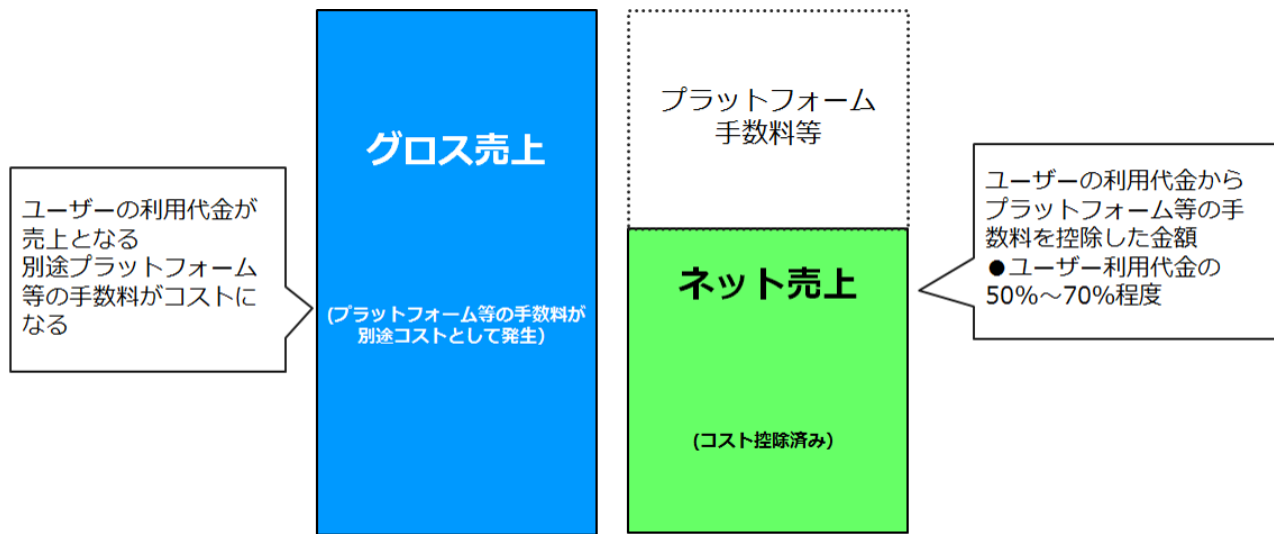 ユーザーの利用代金が
売上となる
別途プラットフォーム
等の手数料がコストに
なる
グロス売上
(プラットフォーム等の手数料が
別途コストとして発生)
プラットフォーム
手数料等
ネット売上
(コスト控除済み)
ユーザーの利用代金から
プラットフォーム等の手
数料を控除した金額
●ユーザー利用代金の
50%～70%程度